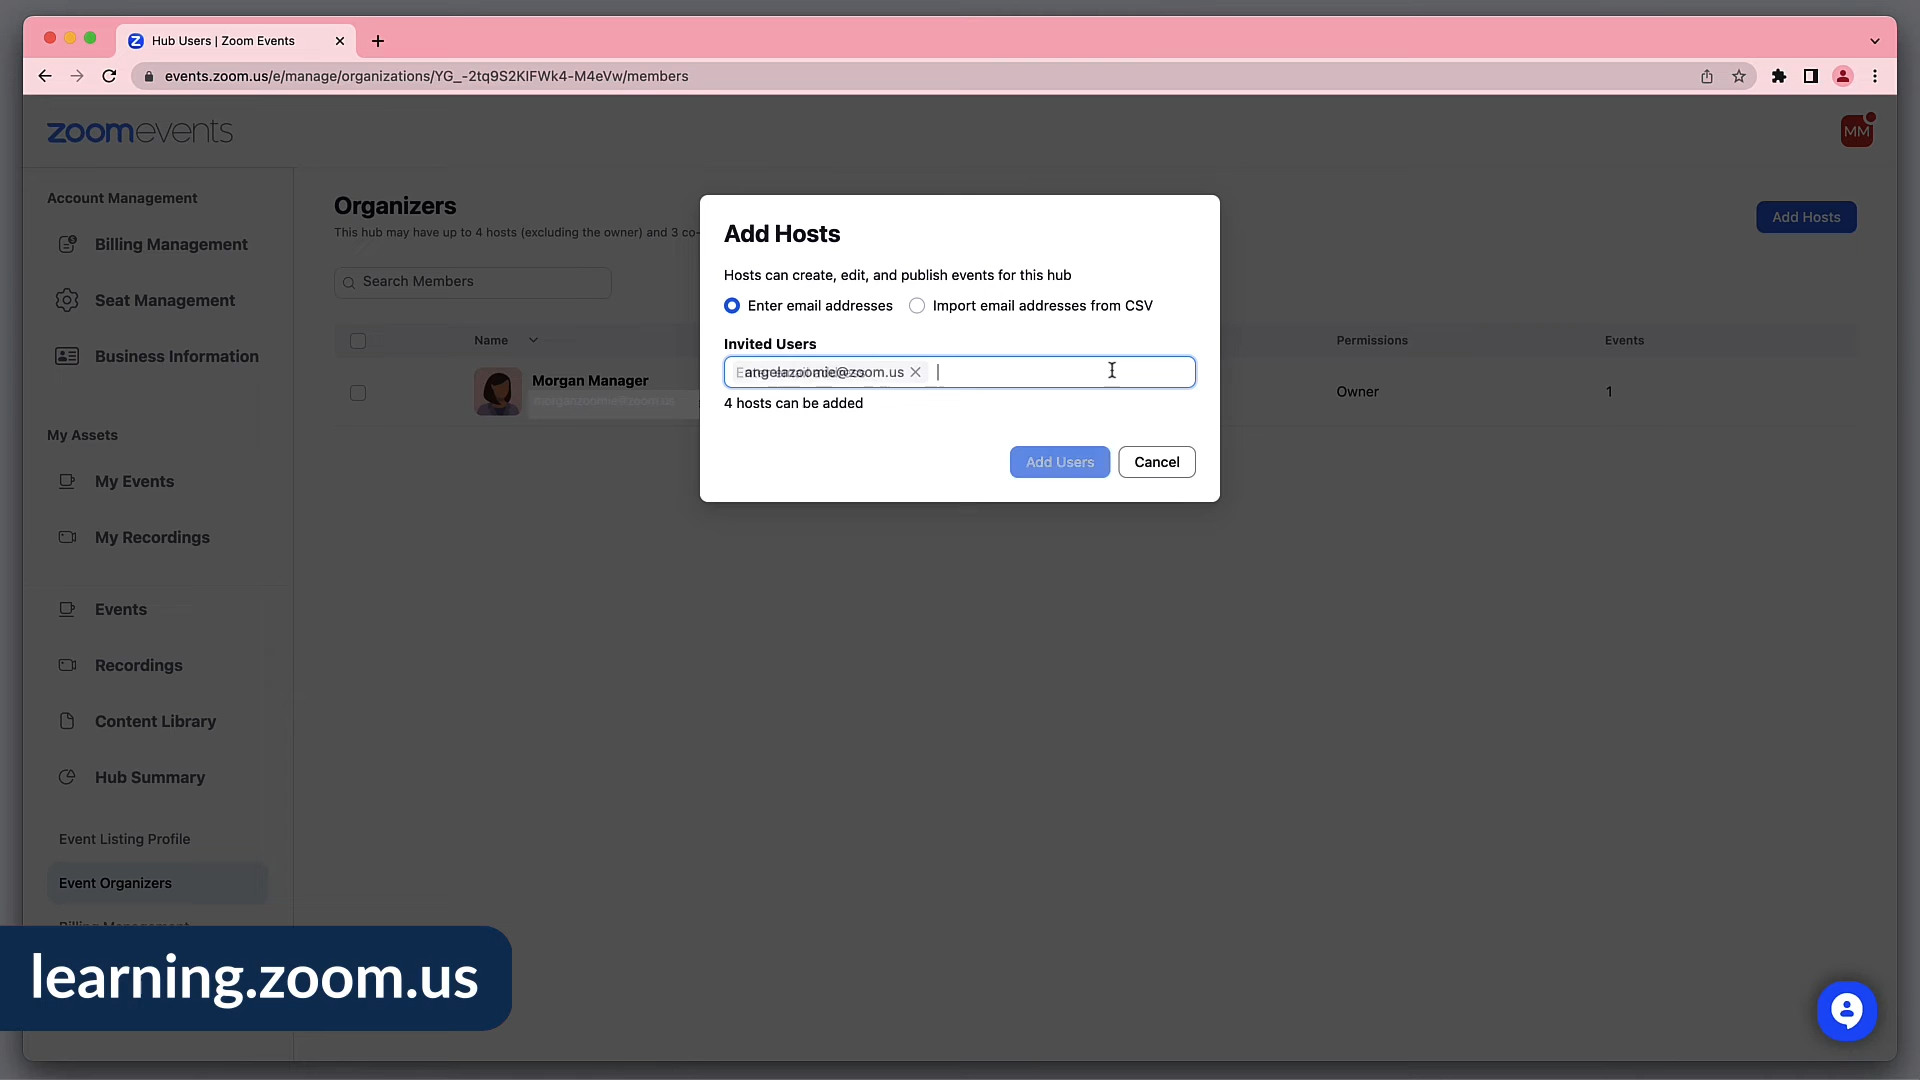 Hub Users | Zoom Events
events.zoom.us/e/manage/organizations/YG_-2tq9S2KIFWk4-M4eVw/members
zoomevents
MM
Account Management
Billing Management
Seat Management
Business Information
My Assets
My Events
My Recordings
Events
Recordings
Content Library
Hub Summary
Event Listing Profile
Event Organizers
Billing Management
Organizers
This hub may have up to 4 hosts (excluding the owner) and 3 co-
Add Hosts
Search Members
Name
Permissions
Events
Morgan Manager
morganzoomie@zoom.us
Owner
1
Add Hosts
Hosts can create, edit, and publish events for this hub
Enter email addresses
Import email addresses from CSV
Invited Users
angelazoomie@zoom.us
4 hosts can be added
Add Users
Cancel
learning.zoom.us